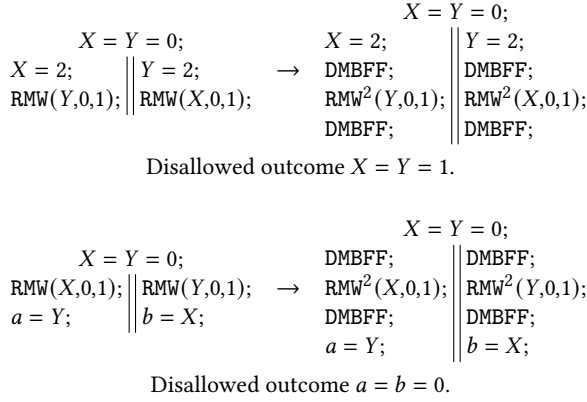 X = Y = 0;
X = 2; || Y = 2;
RMW(Y,0,1); || RMW(X,0,1);
→
X = Y = 0;
X = 2; || Y = 2;
DMBFF; || DMBFF;
RMW²(Y,0,1); || RMW²(X,0,1);
DMBFF; || DMBFF;
Disallowed outcome X = Y = 1.
X = Y = 0;
RMW(X,0,1); || RMW(Y,0,1);
a = Y; || b = X;
→
X = Y = 0;
DMBFF; || DMBFF;
RMW²(X,0,1); || RMW²(Y,0,1);
DMBFF; || DMBFF;
a = Y; || b = X;
Disallowed outcome a = b = 0.